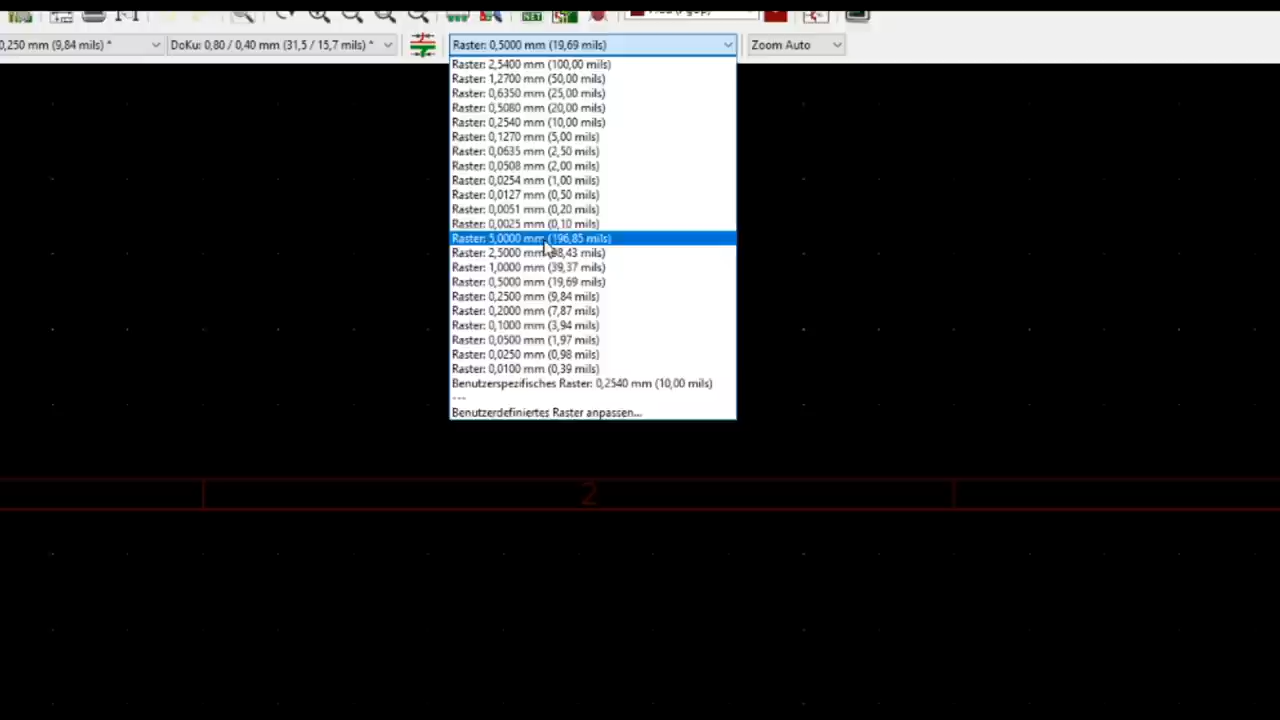 NET
0,250 mm (9,84 mils) *
DoKu: 0,80 / 0,40 mm (31,5 / 15,7 mils) *
Raster: 0,5000 mm (19,69 mils)
Zoom Auto
Raster: 2,5400 mm (100,00 mils)
Raster: 1,2700 mm (50,00 mils)
Raster: 0,6350 mm (25,00 mils)
Raster: 0,5080 mm (20,00 mils)
Raster: 0,2540 mm (10,00 mils)
Raster: 0,1270 mm (5,00 mils)
Raster: 0,0635 mm (2,50 mils)
Raster: 0,0508 mm (2,00 mils)
Raster: 0,0254 mm (1,00 mils)
Raster: 0,0127 mm (0,50 mils)
Raster: 0,0051 mm (0,20 mils)
Raster: 0,0025 mm (0,10 mils)
Raster: 5,0000 mm (196,85 mils)
Raster: 2,5000 mm (98,43 mils)
Raster: 1,0000 mm (39,37 mils)
Raster: 0,5000 mm (19,69 mils)
Raster: 0,2500 mm (9,84 mils)
Raster: 0,2000 mm (7,87 mils)
Raster: 0,1000 mm (3,94 mils)
Raster: 0,0500 mm (1,97 mils)
Raster: 0,0250 mm (0,98 mils)
Raster: 0,0100 mm (0,39 mils)
Benutzerspezifisches Raster: 0,2540 mm (10,00 mils)
---
Benutzerdefiniertes Raster anpassen...
2